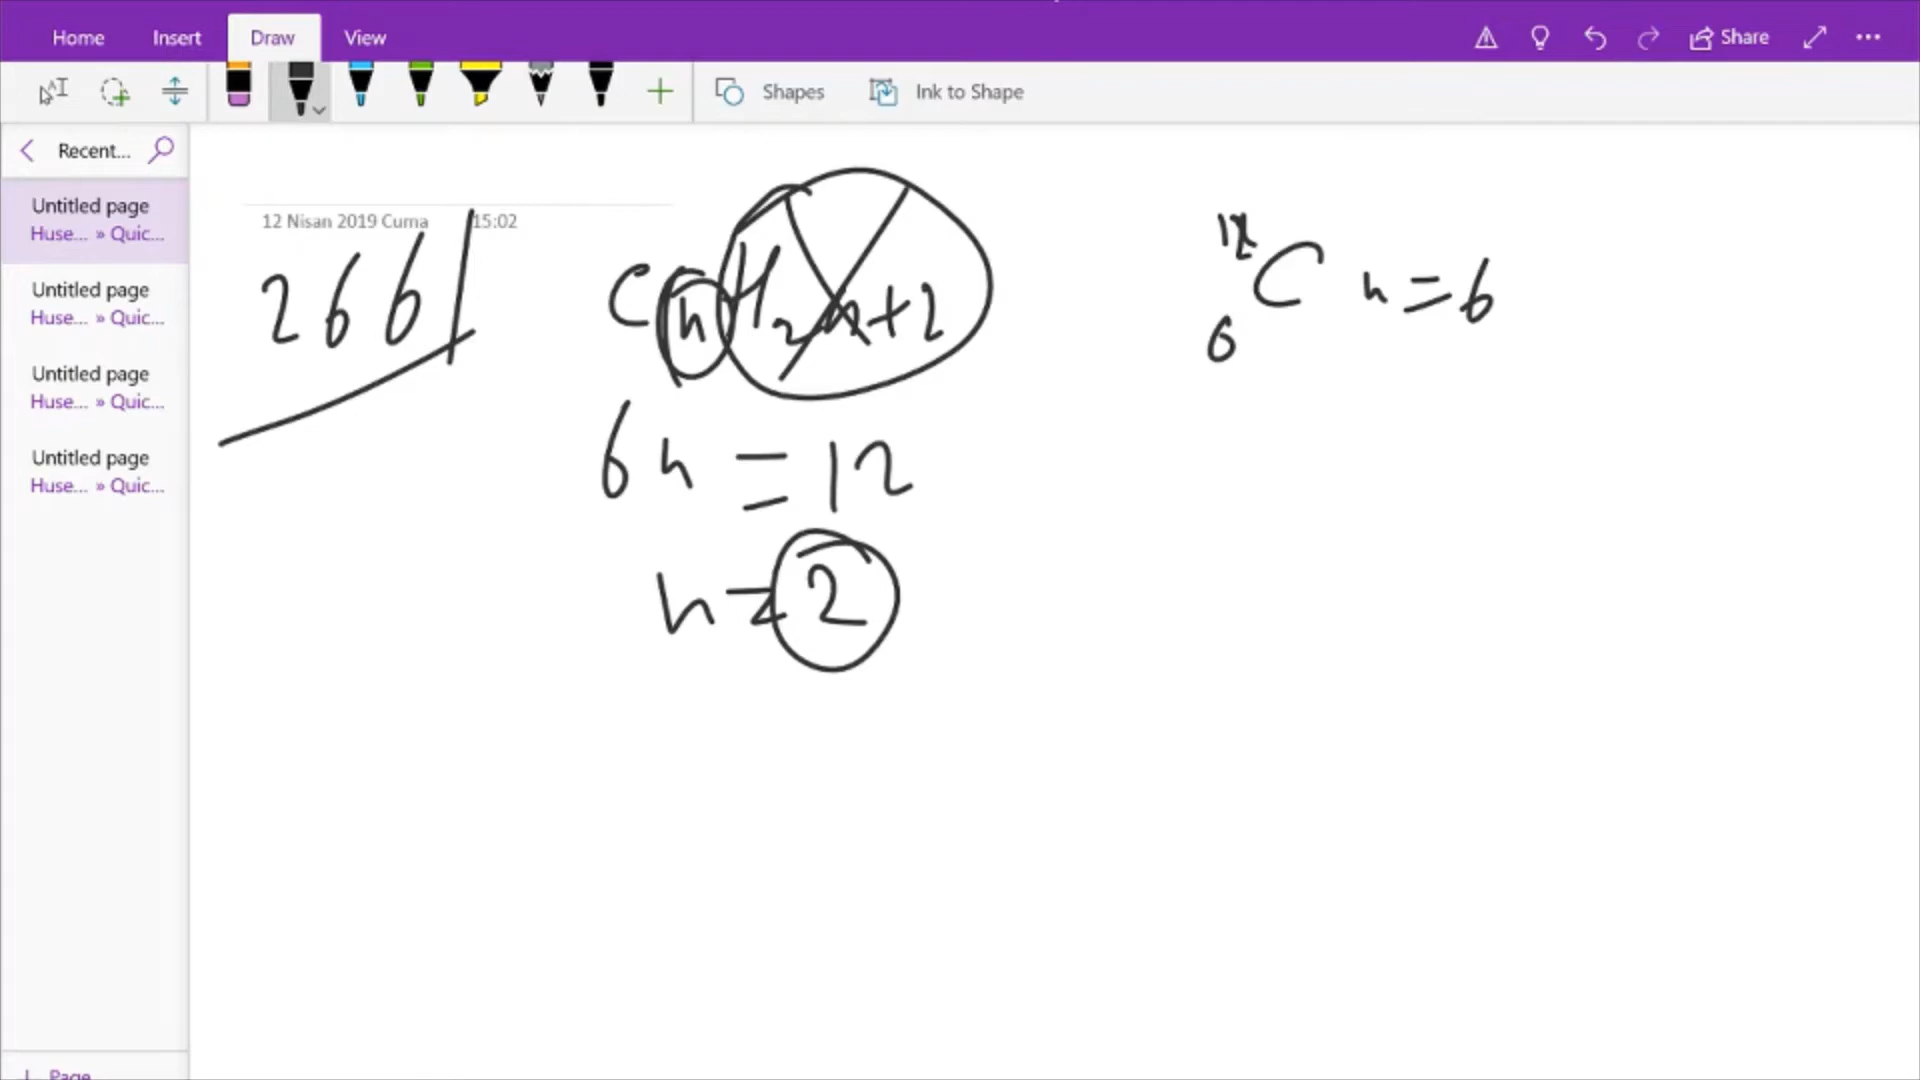 Home Insert Draw View Share
Shapes Ink to Shape
Recent...
Untitled page
Huse... » Quic...
Untitled page
Huse... » Quic...
Untitled page
Huse... » Quic...
Untitled page
Huse... » Quic...
Page
12 Nisan 2019 Cuma 15:02
266
CnH2n+2
6n = 12
n = 2
12
C n = 6
6